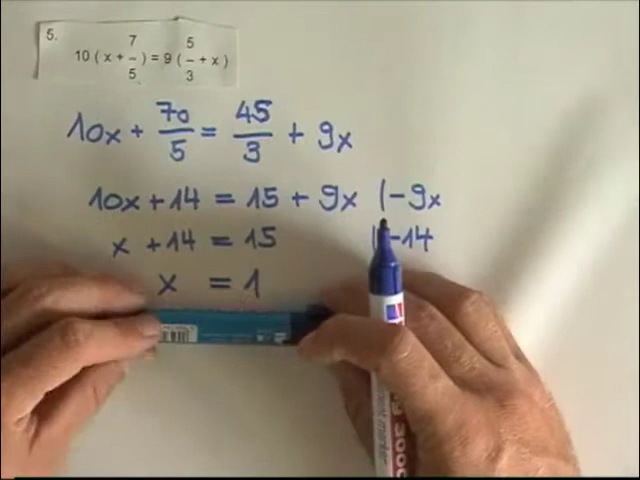 5.
10 ( x + 7/5 ) = 9 ( 5/3 + x )
10x + 70/5 = 45/3 + 9x
10x + 14 = 15 + 9x |- 9x
x + 14 = 15 |- 14
x = 1
3000